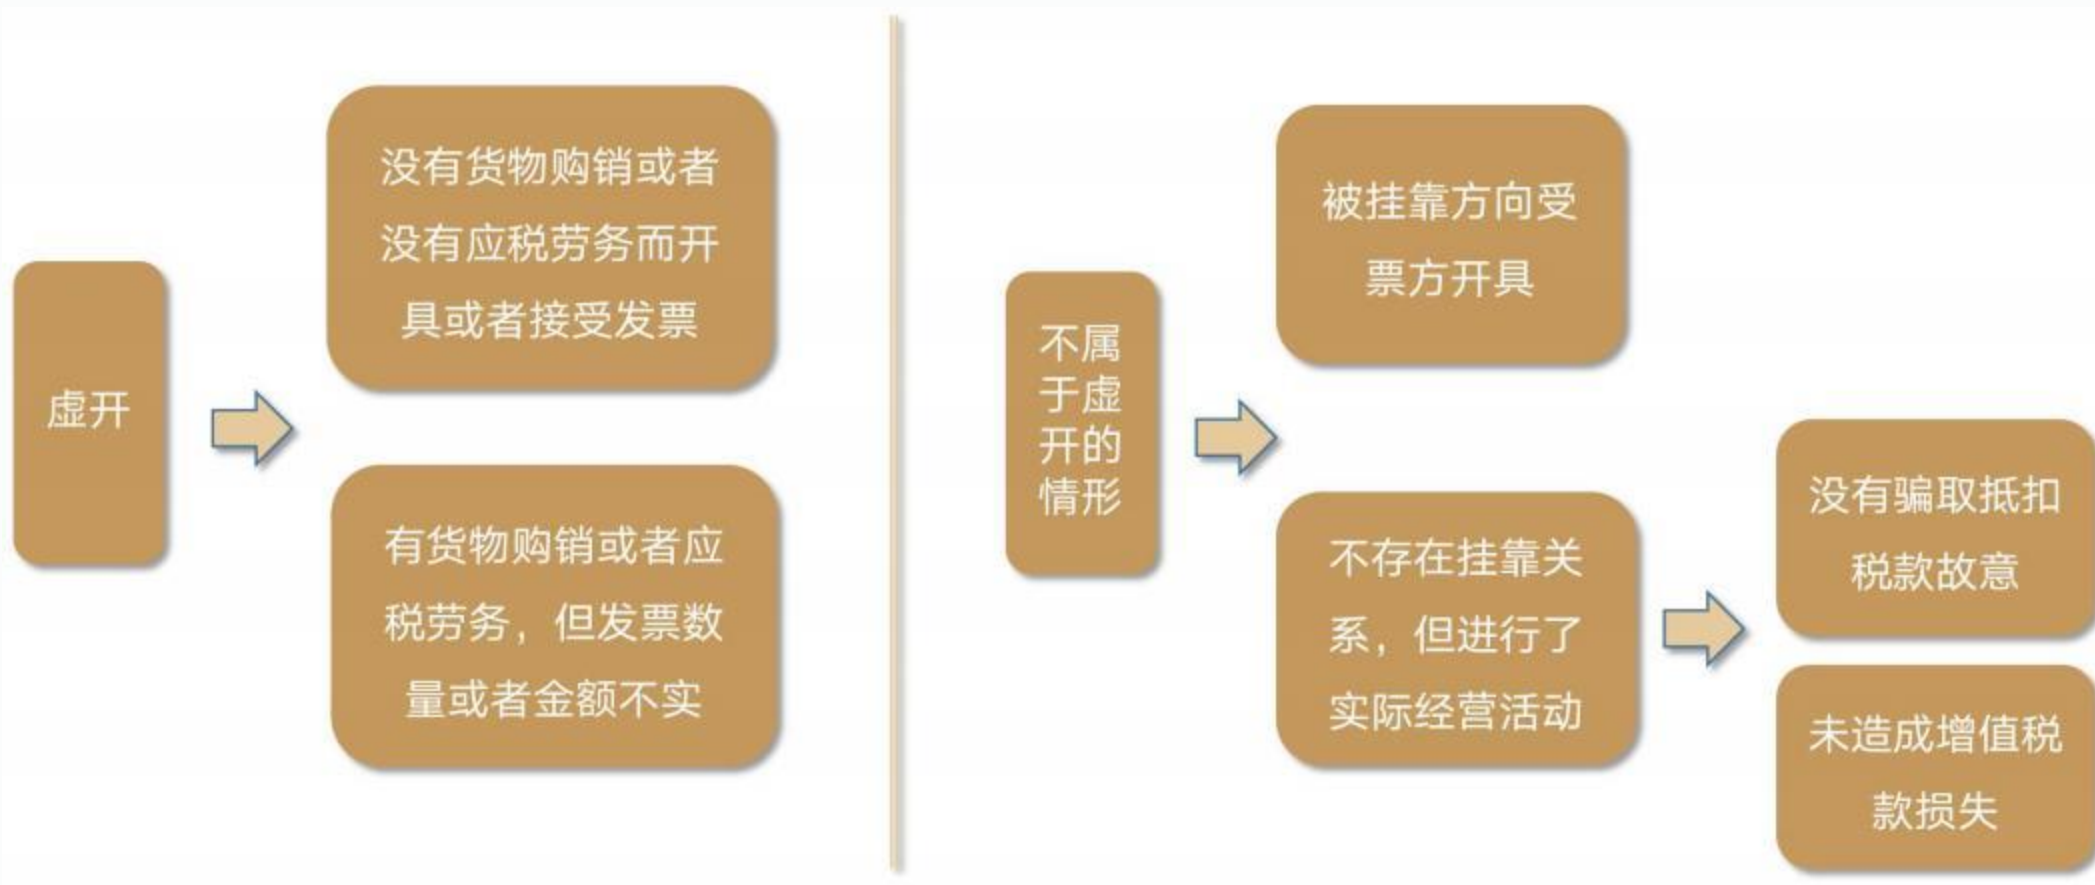 虚开
没有货物购销或者
没有应税劳务而开
具或者接受发票
有货物购销或者应
税劳务，但发票数
量或者金额不实
不属
于虚
开的
情形
被挂靠方向受
票方开具
不存在挂靠关
系，但进行了
实际经营活动
没有骗取抵扣
税款故意
未造成增值税
款损失